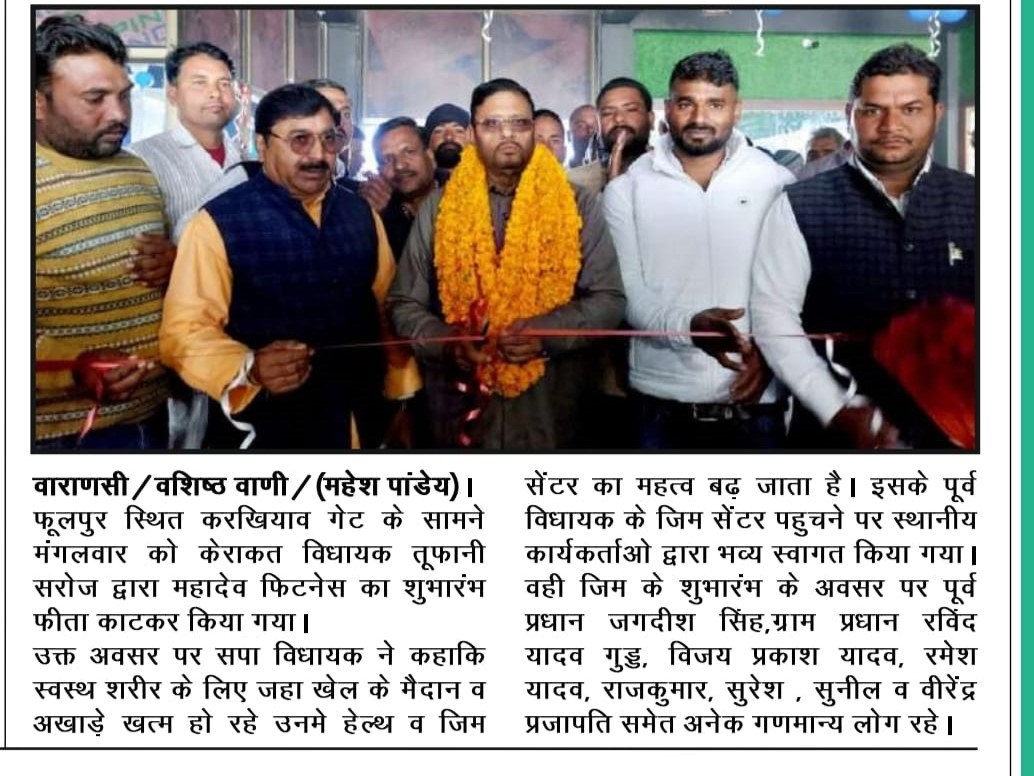 वाराणसी/वशिष्ठ वाणी/(महेश पांडेय)।
फूलपुर स्थित करखियाव गेट के सामने
मंगलवार को केराकत विधायक तूफानी
सरोज द्वारा महादेव फिटनेस का शुभारंभ
फीता काटकर किया गया।
उक्त अवसर पर सपा विधायक ने कहाकि
स्वस्थ शरीर के लिए जहा खेल के मैदान व
अखाड़े खत्म हो रहे उनमे हेल्थ व जिम
सेंटर का महत्व बढ़ जाता है। इसके पूर्व
विधायक के जिम सेंटर पहुचने पर स्थानीय
कार्यकर्ताओ द्वारा भव्य स्वागत किया गया।
वही जिम के शुभारंभ के अवसर पर पूर्व
प्रधान जगदीश सिंह,ग्राम प्रधान रविंद
यादव गुड्डू, विजय प्रकाश यादव, रमेश
यादव, राजकुमार, सुरेश , सुनील व वीरेंद्र
प्रजापति समेत अनेक गणमान्य लोग रहे।